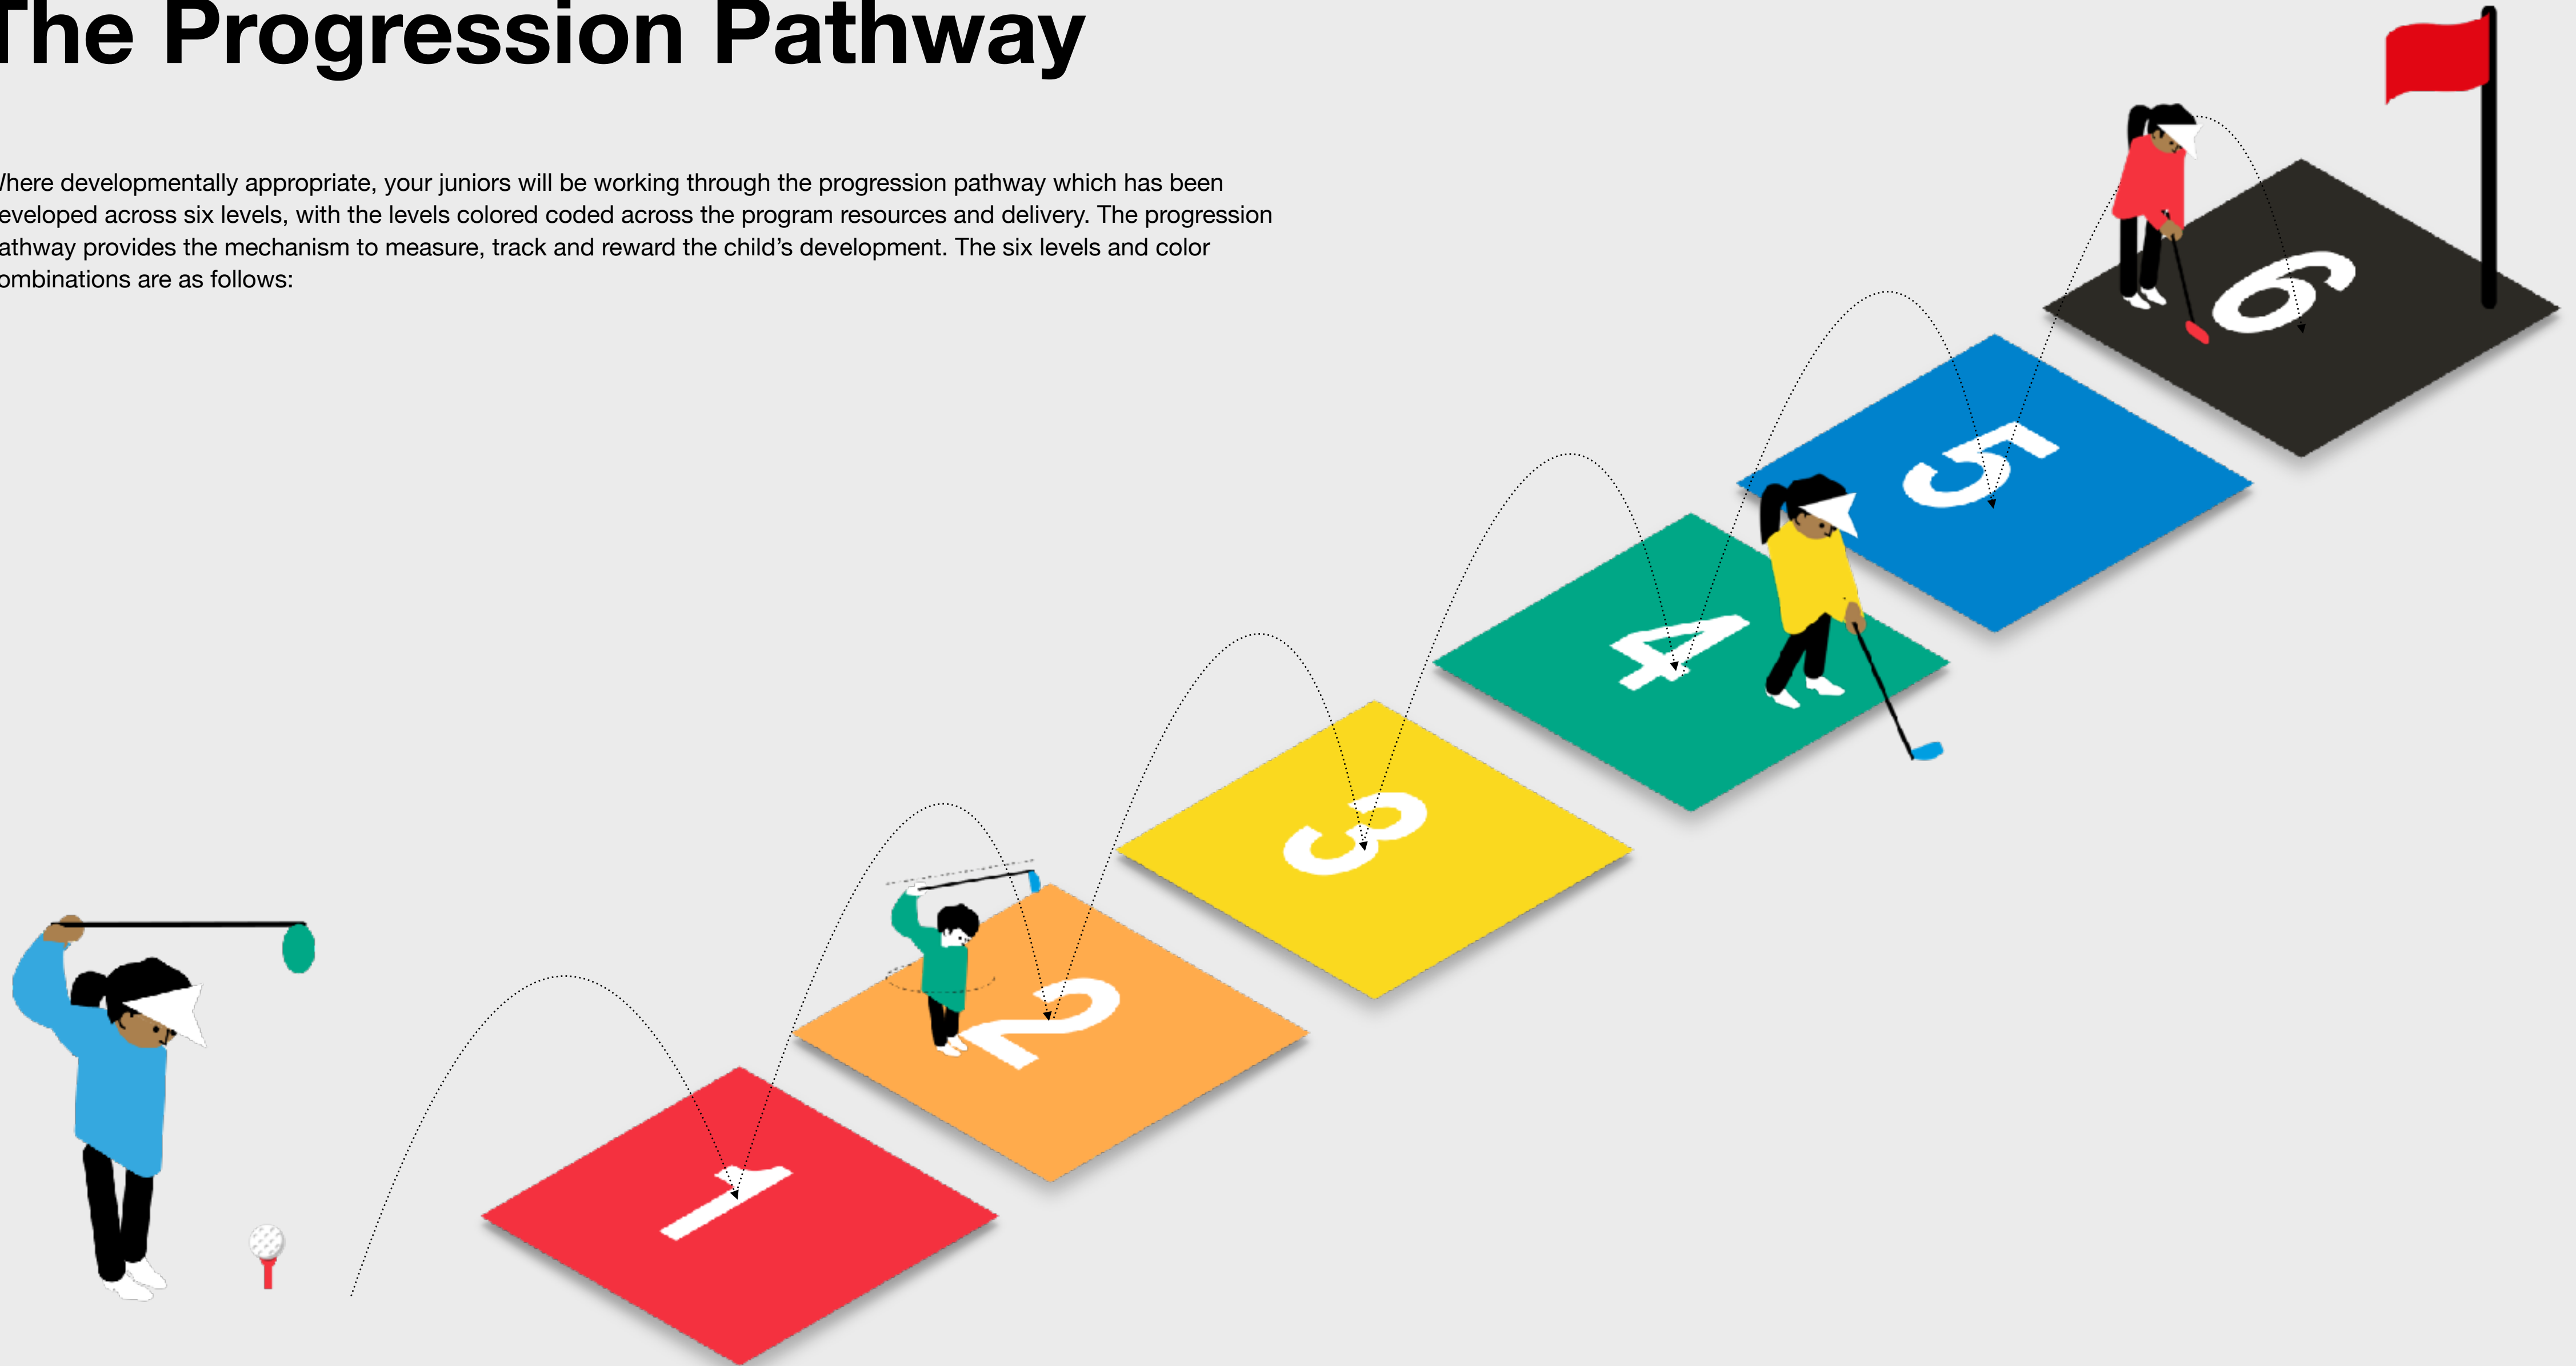 The Progression Pathway
Where developmentally appropriate, your juniors will be working through the progression pathway which has been
eveloped across six levels, with the levels colored coded across the program resources and delivery. The progression
athway provides the mechanism to measure, track and reward the child’s development. The six levels and color
ombinations are as follows:
6
5
4
3
2
1